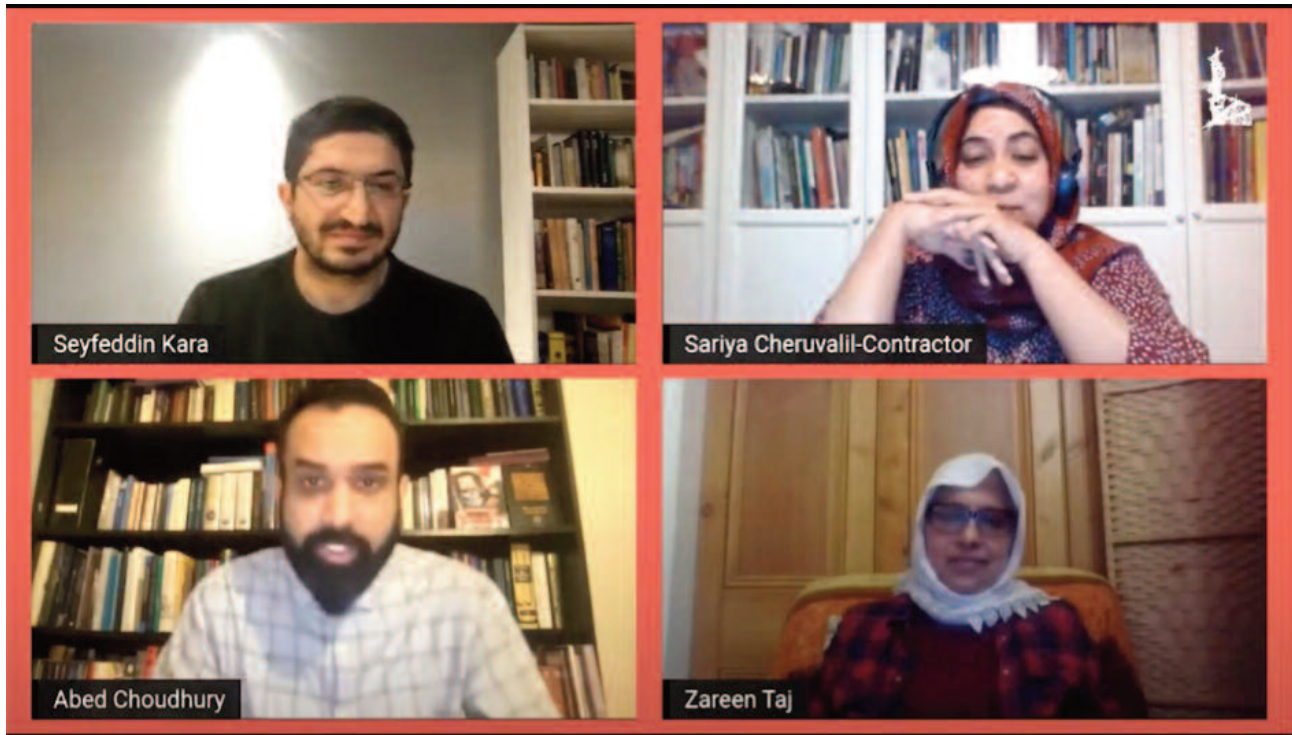 Seyfeddin Kara
Sariya Cheruvalil-Contractor
Abed Choudhury
Zareen Taj